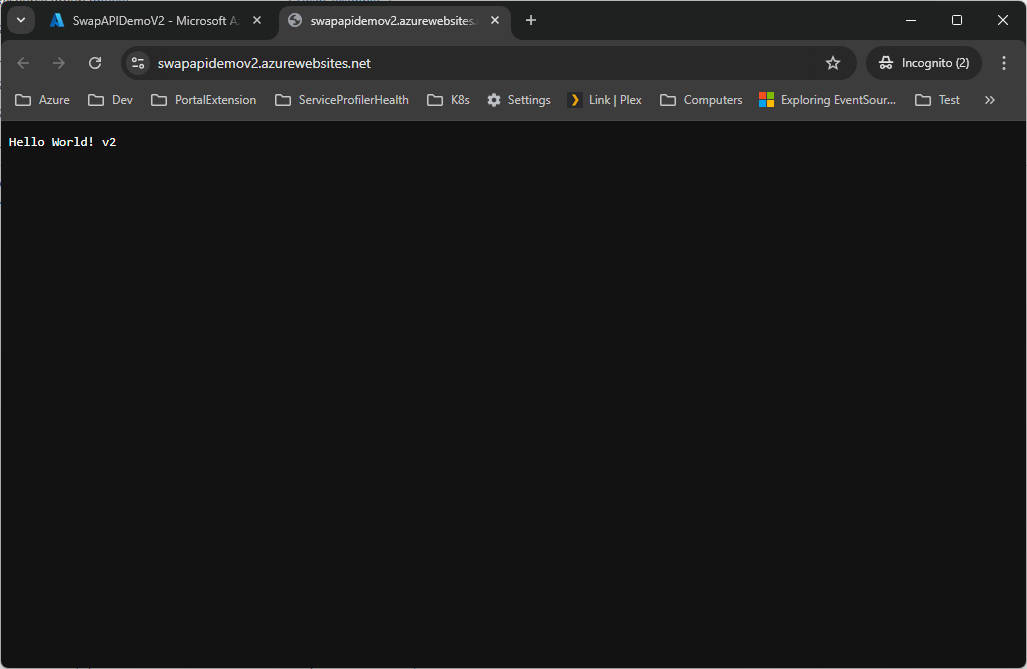 SwapAPIDemoV2 - Microsoft A
swapapidemov2.azurewebsites.
swapapidemov2.azurewebsites.net
Incognito (2)
Azure
Dev
PortalExtension
ServiceProfilerHealth
K8s
Settings
Link | Plex
Computers
Exploring EventSour...
Test
Hello World! v2